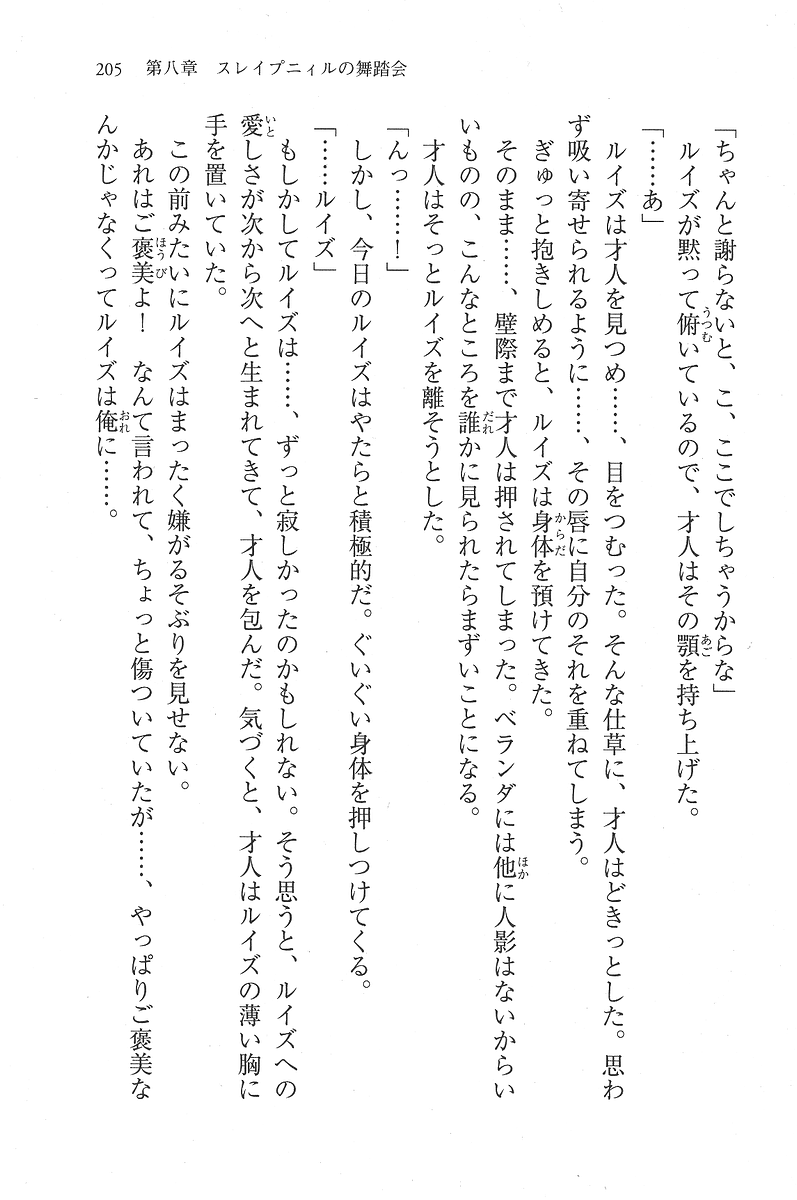 205　第八章　スレイプニィルの舞踏会
「ちゃんと謝らないと、こ、ここでしちゃうからな」
　ルイズが黙って俯いているので、才人はその顎を持ち上げた。
「……あ」
　ルイズは才人を見つめ……、目をつむった。そんな仕草に、才人はどきっとした。思わ
ず吸い寄せられるように……、その唇に自分のそれを重ねてしまう。
　ぎゅっと抱きしめると、ルイズは身体を預けてきた。
　そのまま……、壁際まで才人は押されてしまった。ベランダには他に人影はないからい
いものの、こんなところを誰かに見られたらまずいことになる。
　才人はそっとルイズを離そうとした。
「んっ……！」
　しかし、今日のルイズはやたらと積極的だ。ぐいぐい身体を押しつけてくる。
「……ルイズ」
　もしかしてルイズは……、ずっと寂しかったのかもしれない。そう思うと、ルイズへの
愛しさが次から次へと生まれてきて、才人を包んだ。気づくと、才人はルイズの薄い胸に
手を置いていた。
　この前みたいにルイズはまったく嫌がるそぶりを見せない。
　あれはご褒美よ！　なんて言われて、ちょっと傷ついていたが……、やっぱりご褒美な
んかじゃなくってルイズは俺に……。